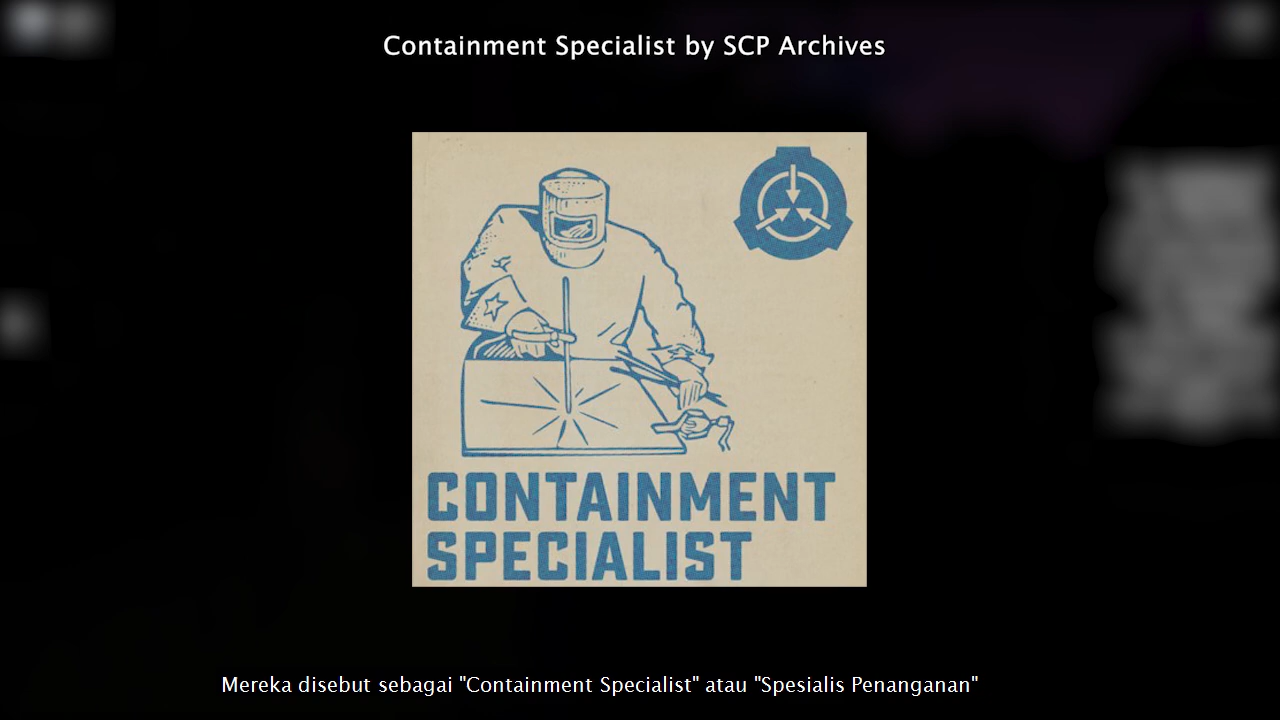 Containment Specialist by SCP Archives
CONTAINMENT
SPECIALIST
Mereka disebut sebagai "Containment Specialist" atau "Spesialis Penanganan"